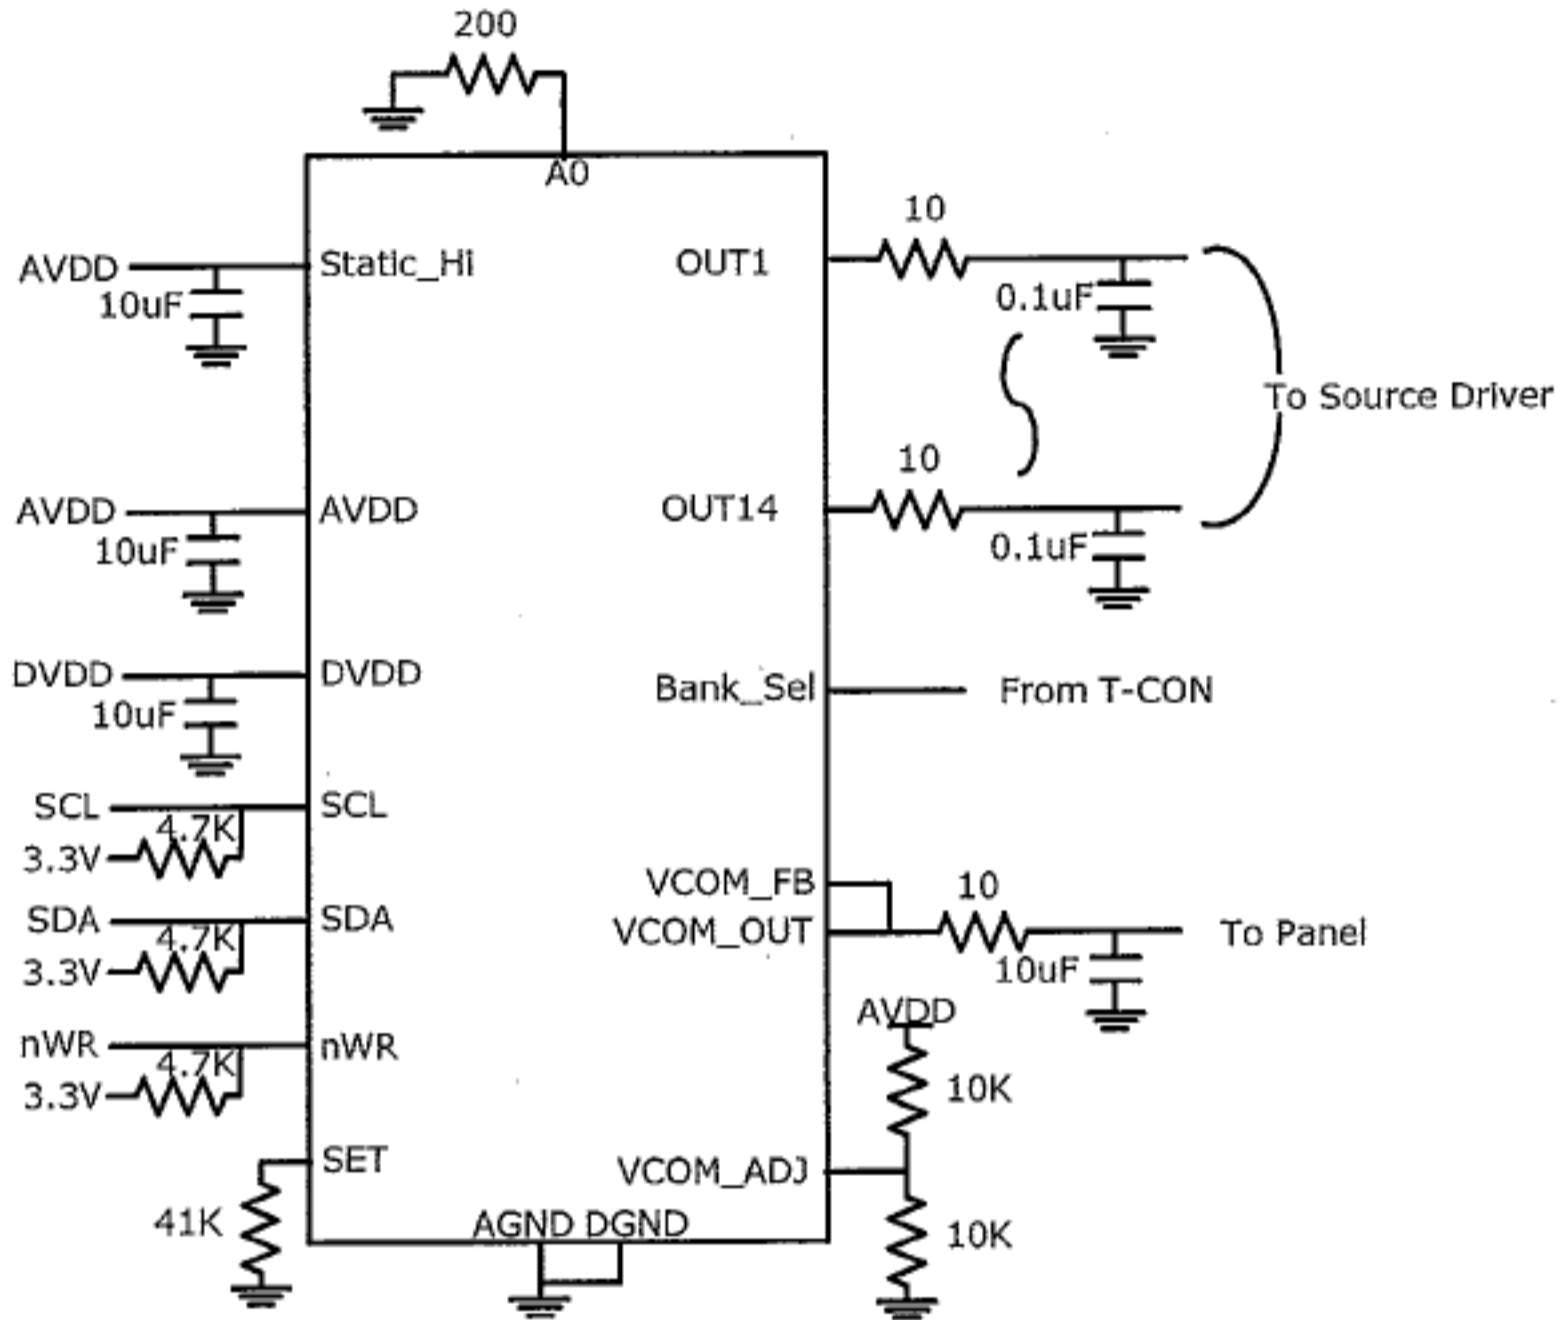 200
A0
AVDD
10uF
Static_Hi
OUT1
10
0.1uF
To Source Driver
AVDD
10uF
AVDD
OUT14
10
0.1uF
DVDD
10uF
DVDD
Bank_Sel
From T-CON
SCL
4.7K
3.3V
SCL
VCOM_FB
10
SDA
4.7K
3.3V
SDA
VCOM_OUT
10uF
To Panel
nWR
4.7K
3.3V
nWR
AVDD
10K
SET
41K
VCOM_ADJ
10K
AGND DGND